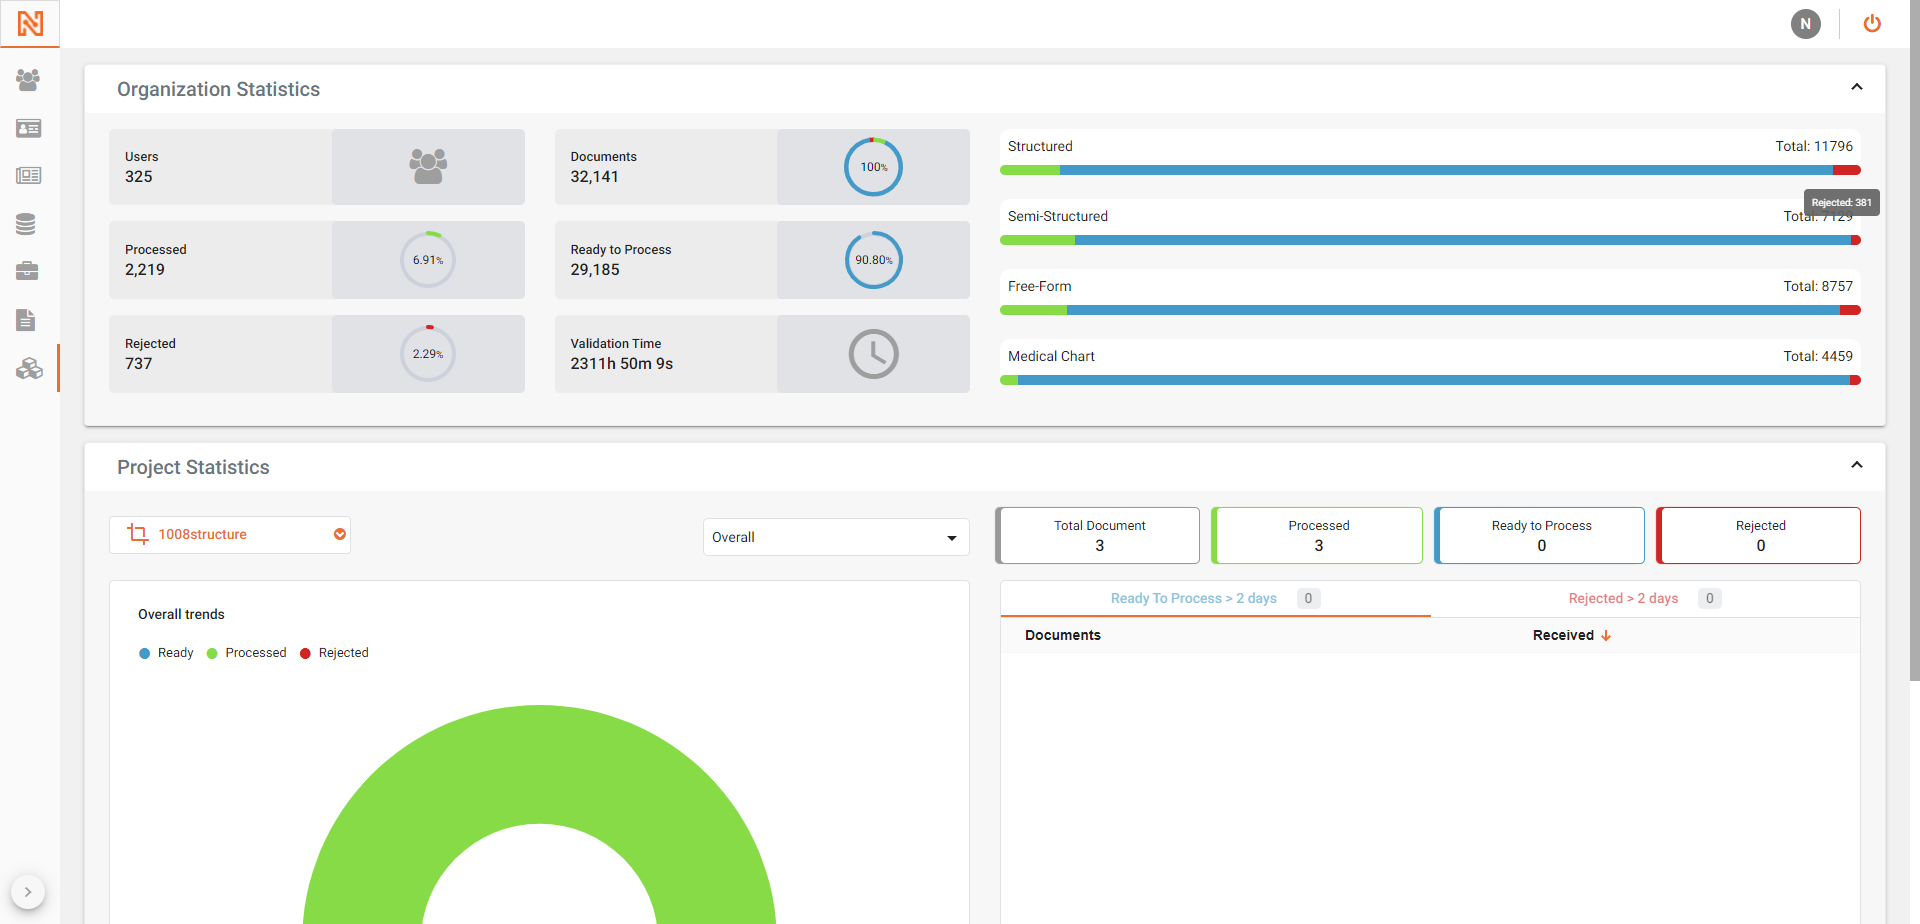 N
Organization Statistics
Users
325
Documents
32,141
100%
Processed
2,219
6.91%
Ready to Process
29,185
90.80%
Rejected
737
2.29%
Validation Time
2311h 50m 9s
Structured Total: 11796
Rejected: 381
Semi-Structured Total: 7129
Free-Form Total: 8757
Medical Chart Total: 4459
Project Statistics
1008structure
Overall
Total Document
3
Processed
3
Ready to Process
0
Rejected
0
Overall trends
Ready Processed Rejected
Ready To Process > 2 days 0
Rejected > 2 days 0
Documents Received